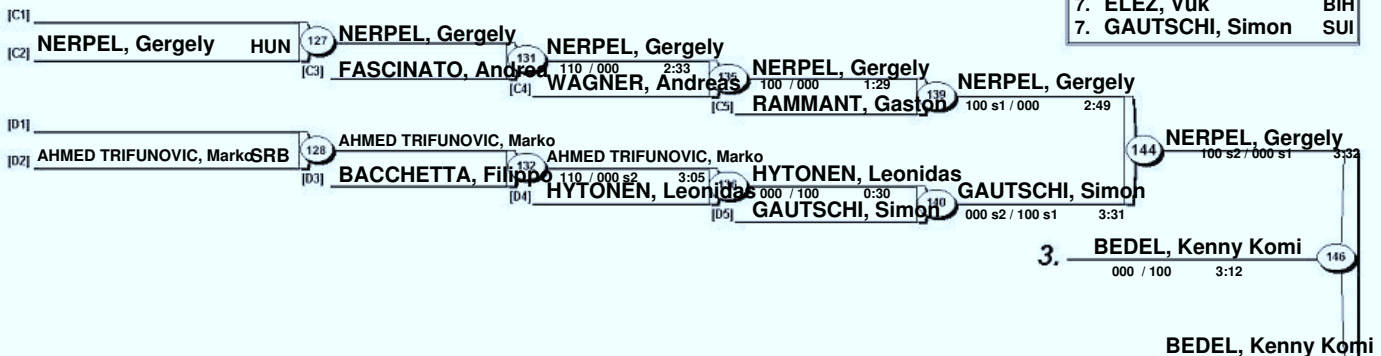 7. ELEZ, Vuk BIH
7. GAUTSCHI, Simon SUI
[C1]
[C2] NERPEL, Gergely HUN
127
NERPEL, Gergely
[C3] FASCINATO, Andrea
131
NERPEL, Gergely
110 / 000 2:33
[C4] WAGNER, Andreas
135
NERPEL, Gergely
100 / 000 1:29
[C5] RAMMANT, Gaston
139
NERPEL, Gergely
100 s1 / 000 2:49
[D1]
[D2] AHMED TRIFUNOVIC, Marko SRB
128
AHMED TRIFUNOVIC, Marko
[D3] BACCHETTA, Filippo
132
AHMED TRIFUNOVIC, Marko
110 / 000 s2 3:05
[D4] HYTONEN, Leonidas
HYTONEN, Leonidas
000 / 100 0:30
[D5] GAUTSCHI, Simon
140
GAUTSCHI, Simon
000 s2 / 100 s1 3:31
144
NERPEL, Gergely
100 s2 / 000 s1 3:32
3. BEDEL, Kenny Komi
000 / 100 3:12
146
BEDEL, Kenny Komi